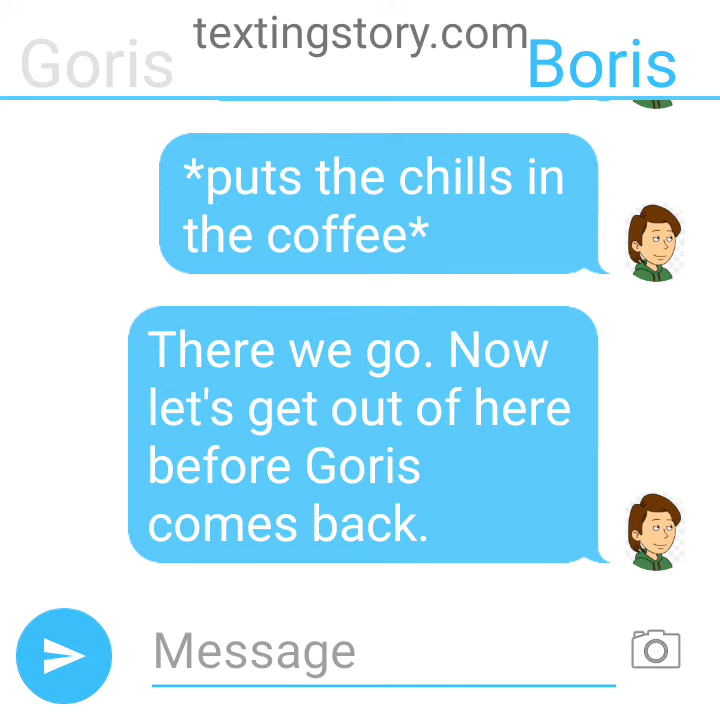 textingstory.com
Goris
Boris
*puts the chills in
the coffee*
There we go. Now
let's get out of here
before Goris
comes back.
Message